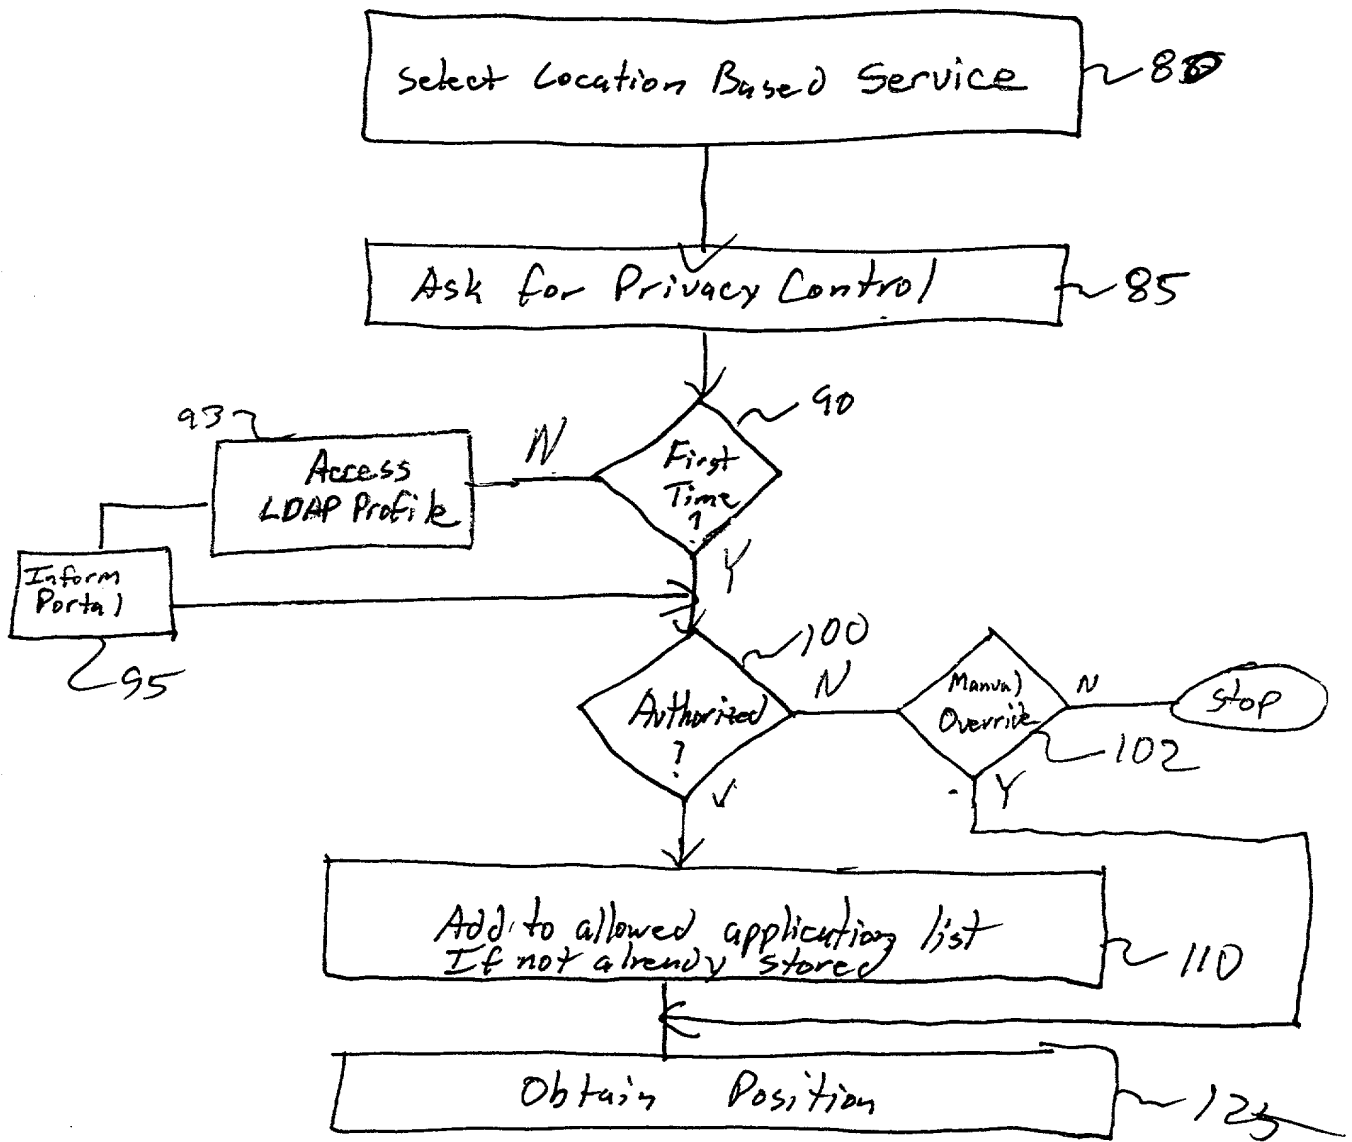 Select Location Based Service
80
Ask for Privacy Control
85
90
93
N
First
Time
?
Access
LDAP Profile
Y
Inform
Portal
95
100
N
Authorized
?
Manual
Override
N
Stop
102
Y
Y
Add to allowed application list
If not already stored
110
Obtain Position
125